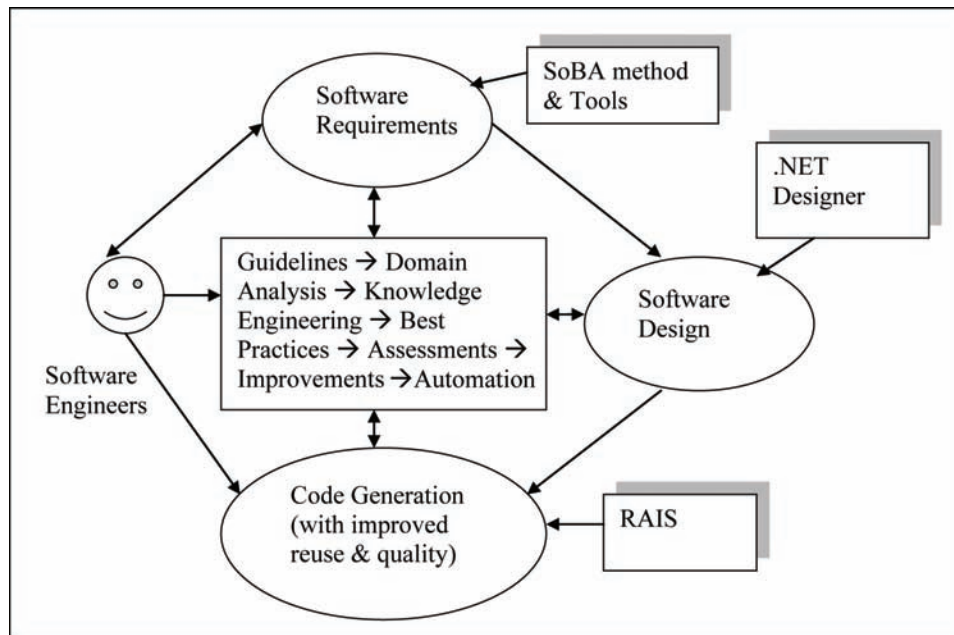 Software
Requirements
SoBA method
& Tools
.NET
Designer
Guidelines → Domain
Analysis → Knowledge
Engineering → Best
Practices → Assessments →
Improvements →Automation
Software
Design
Software
Engineers
Code Generation
(with improved
reuse & quality)
RAIS